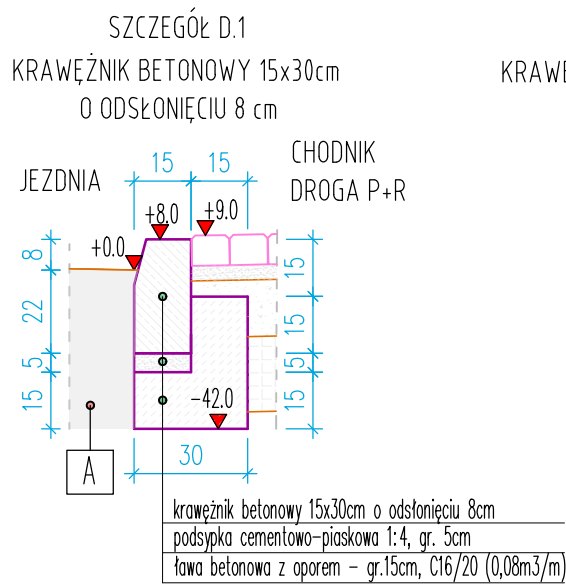 SZCZEGÓŁ D.1
KRAWĘŻNIK BETONOWY 15x30cm
O ODSŁONIĘCIU 8 cm
KRAWĘ
JEZDNIA
CHODNIK
DROGA P+R
15
15
+8.0
+9.0
+0.0
8
22
5
15
15
15
5
15
-42.0
30
A
krawężnik betonowy 15x30cm o odsłonięciu 8cm
podsypka cementowo-piaskowa 1:4, gr. 5cm
ława betonowa z oporem - gr.15cm, C16/20 (0,08m3/m)